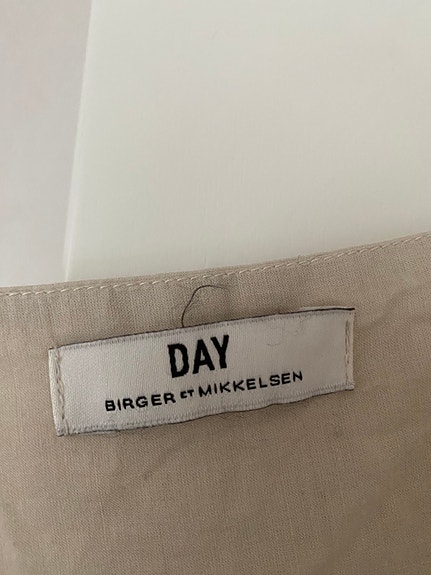 DAY
BIRGER ET MIKKELSEN